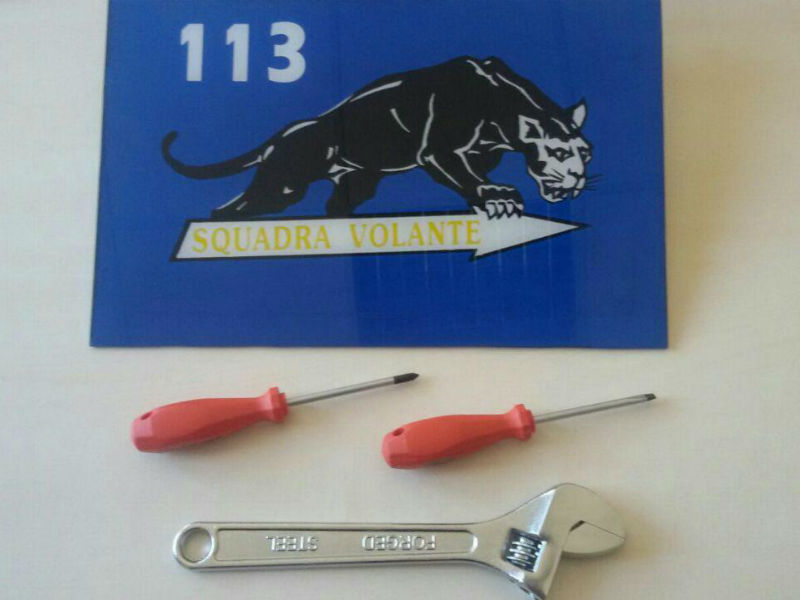 113
SQUADRA VOLANTE
FORGED STEEL